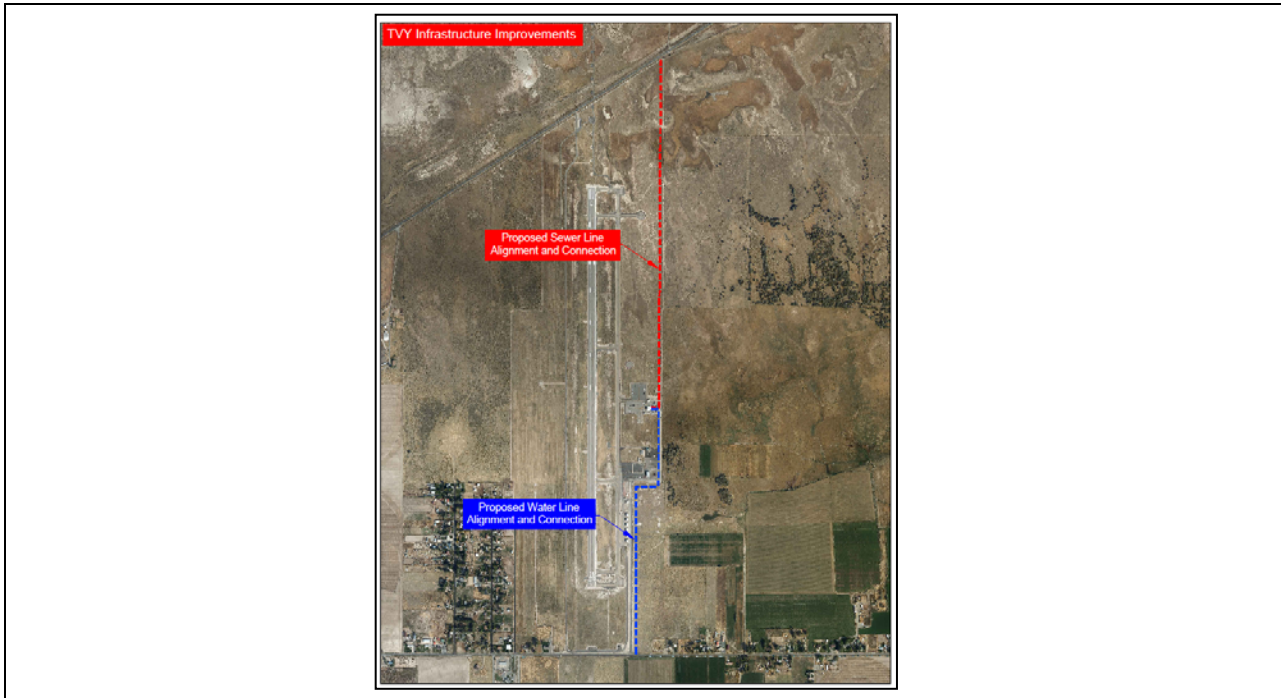 TVY Infrastructure Improvements
Proposed Sewer Line
Alignment and Connection
Proposed Water Line
Alignment and Connection